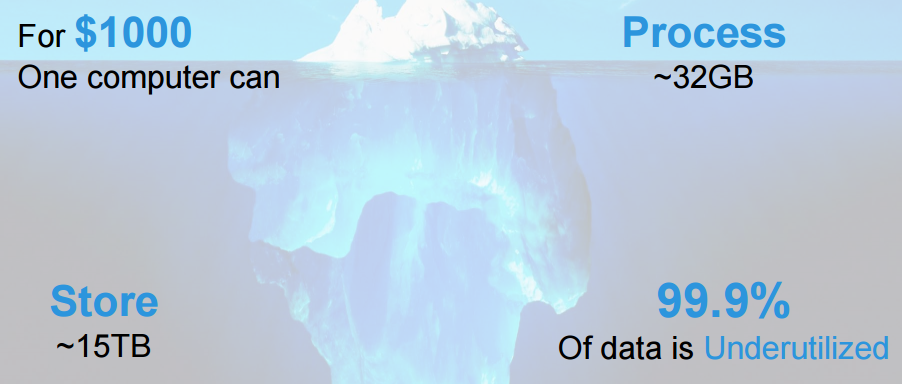 For $1000
One computer can
Process
~32GB
Store
~15TB
99.9%
Of data is Underutilized